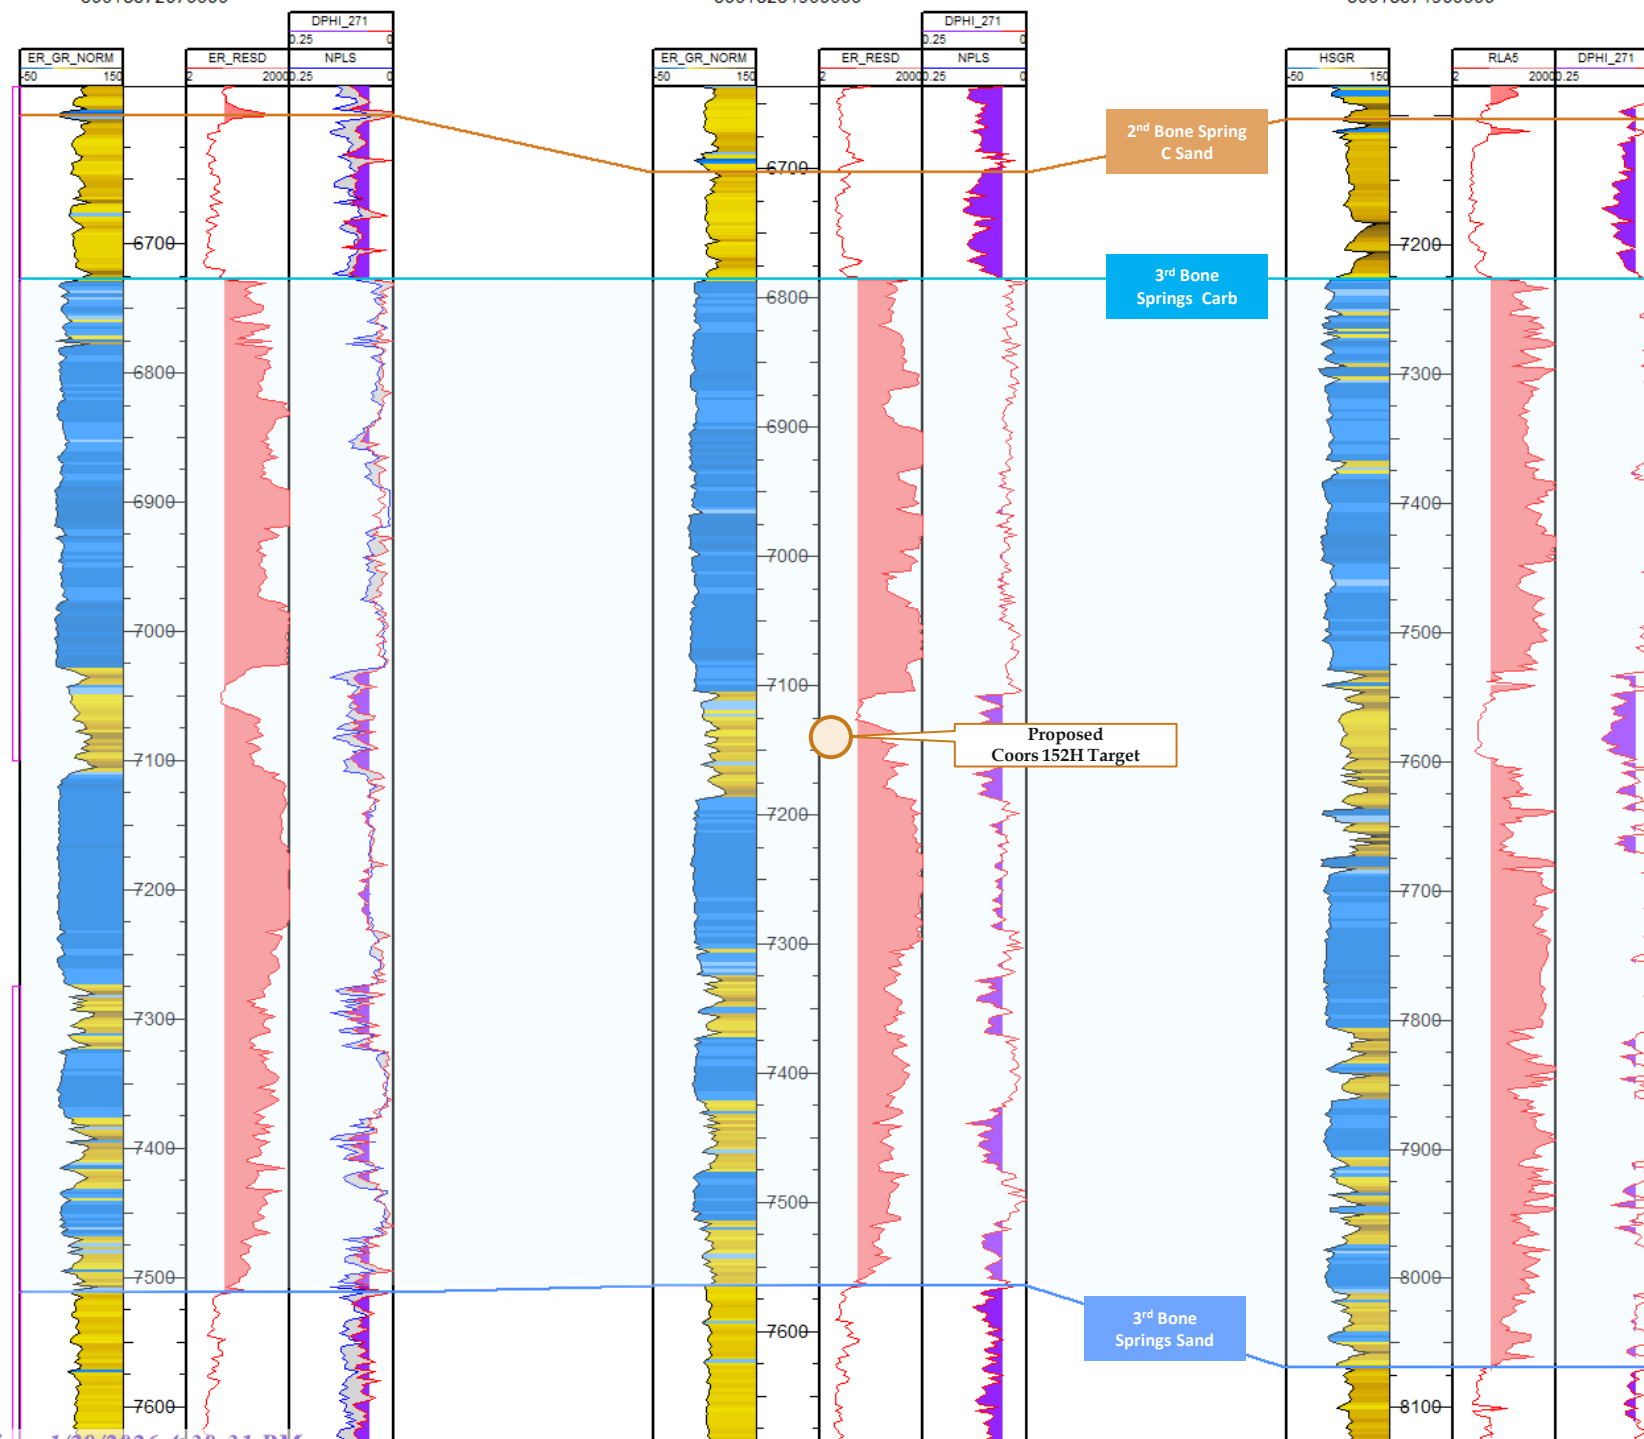 DPHI_271
0.25 0
ER_GR_NORM
-50 150
ER_RESD
2 2000
NPLS
0.25 0
DPHI_271
0.25 0
ER_GR_NORM
-50 150
ER_RESD
2 2000
NPLS
0.25 0
HSGR
-50 150
RLA5
2 2000
DPHI_271
0.25
2nd Bone Spring
C Sand
3rd Bone
Springs Carb
Proposed
Coors 152H Target
3rd Bone
Springs Sand
6700
6800
6900
7000
7100
7200
7300
7400
7500
7600
6700
6800
6900
7000
7100
7200
7300
7400
7500
7600
7200
7300
7400
7500
7600
7700
7800
7900
8000
8100